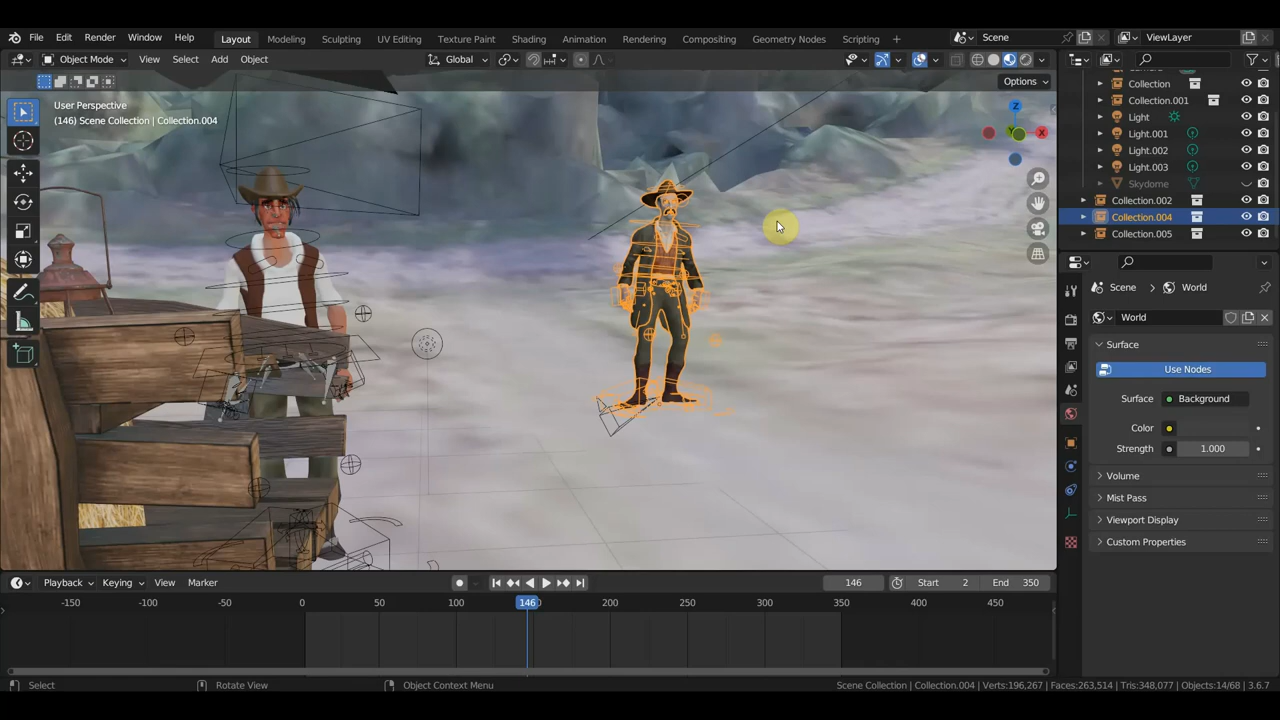 File Edit Render Window Help Layout Modeling Sculpting UV Editing Texture Paint Shading Animation Rendering Compositing Geometry Nodes Scripting + Scene ViewLayer
Object Mode View Select Add Object Global
Options
User Perspective
(146) Scene Collection | Collection.004
Z
X
Y
Collection
Collection.001
Light
Light.001
Light.002
Light.003
Skydome
Collection.002
Collection.004
Collection.005
Scene World
World
Surface
Use Nodes
Surface Background
Color
Strength 1.000
Volume
Mist Pass
Viewport Display
Custom Properties
Playback Keying View Marker 146 Start 2 End 350
-150 -100 -50 0 50 100 146 200 250 300 350 400 450
Select Rotate View Object Context Menu Scene Collection | Collection.004 | Verts:196,267 | Faces:263,514 | Tris:348,077 | Objects:14/68 | 3.6.7